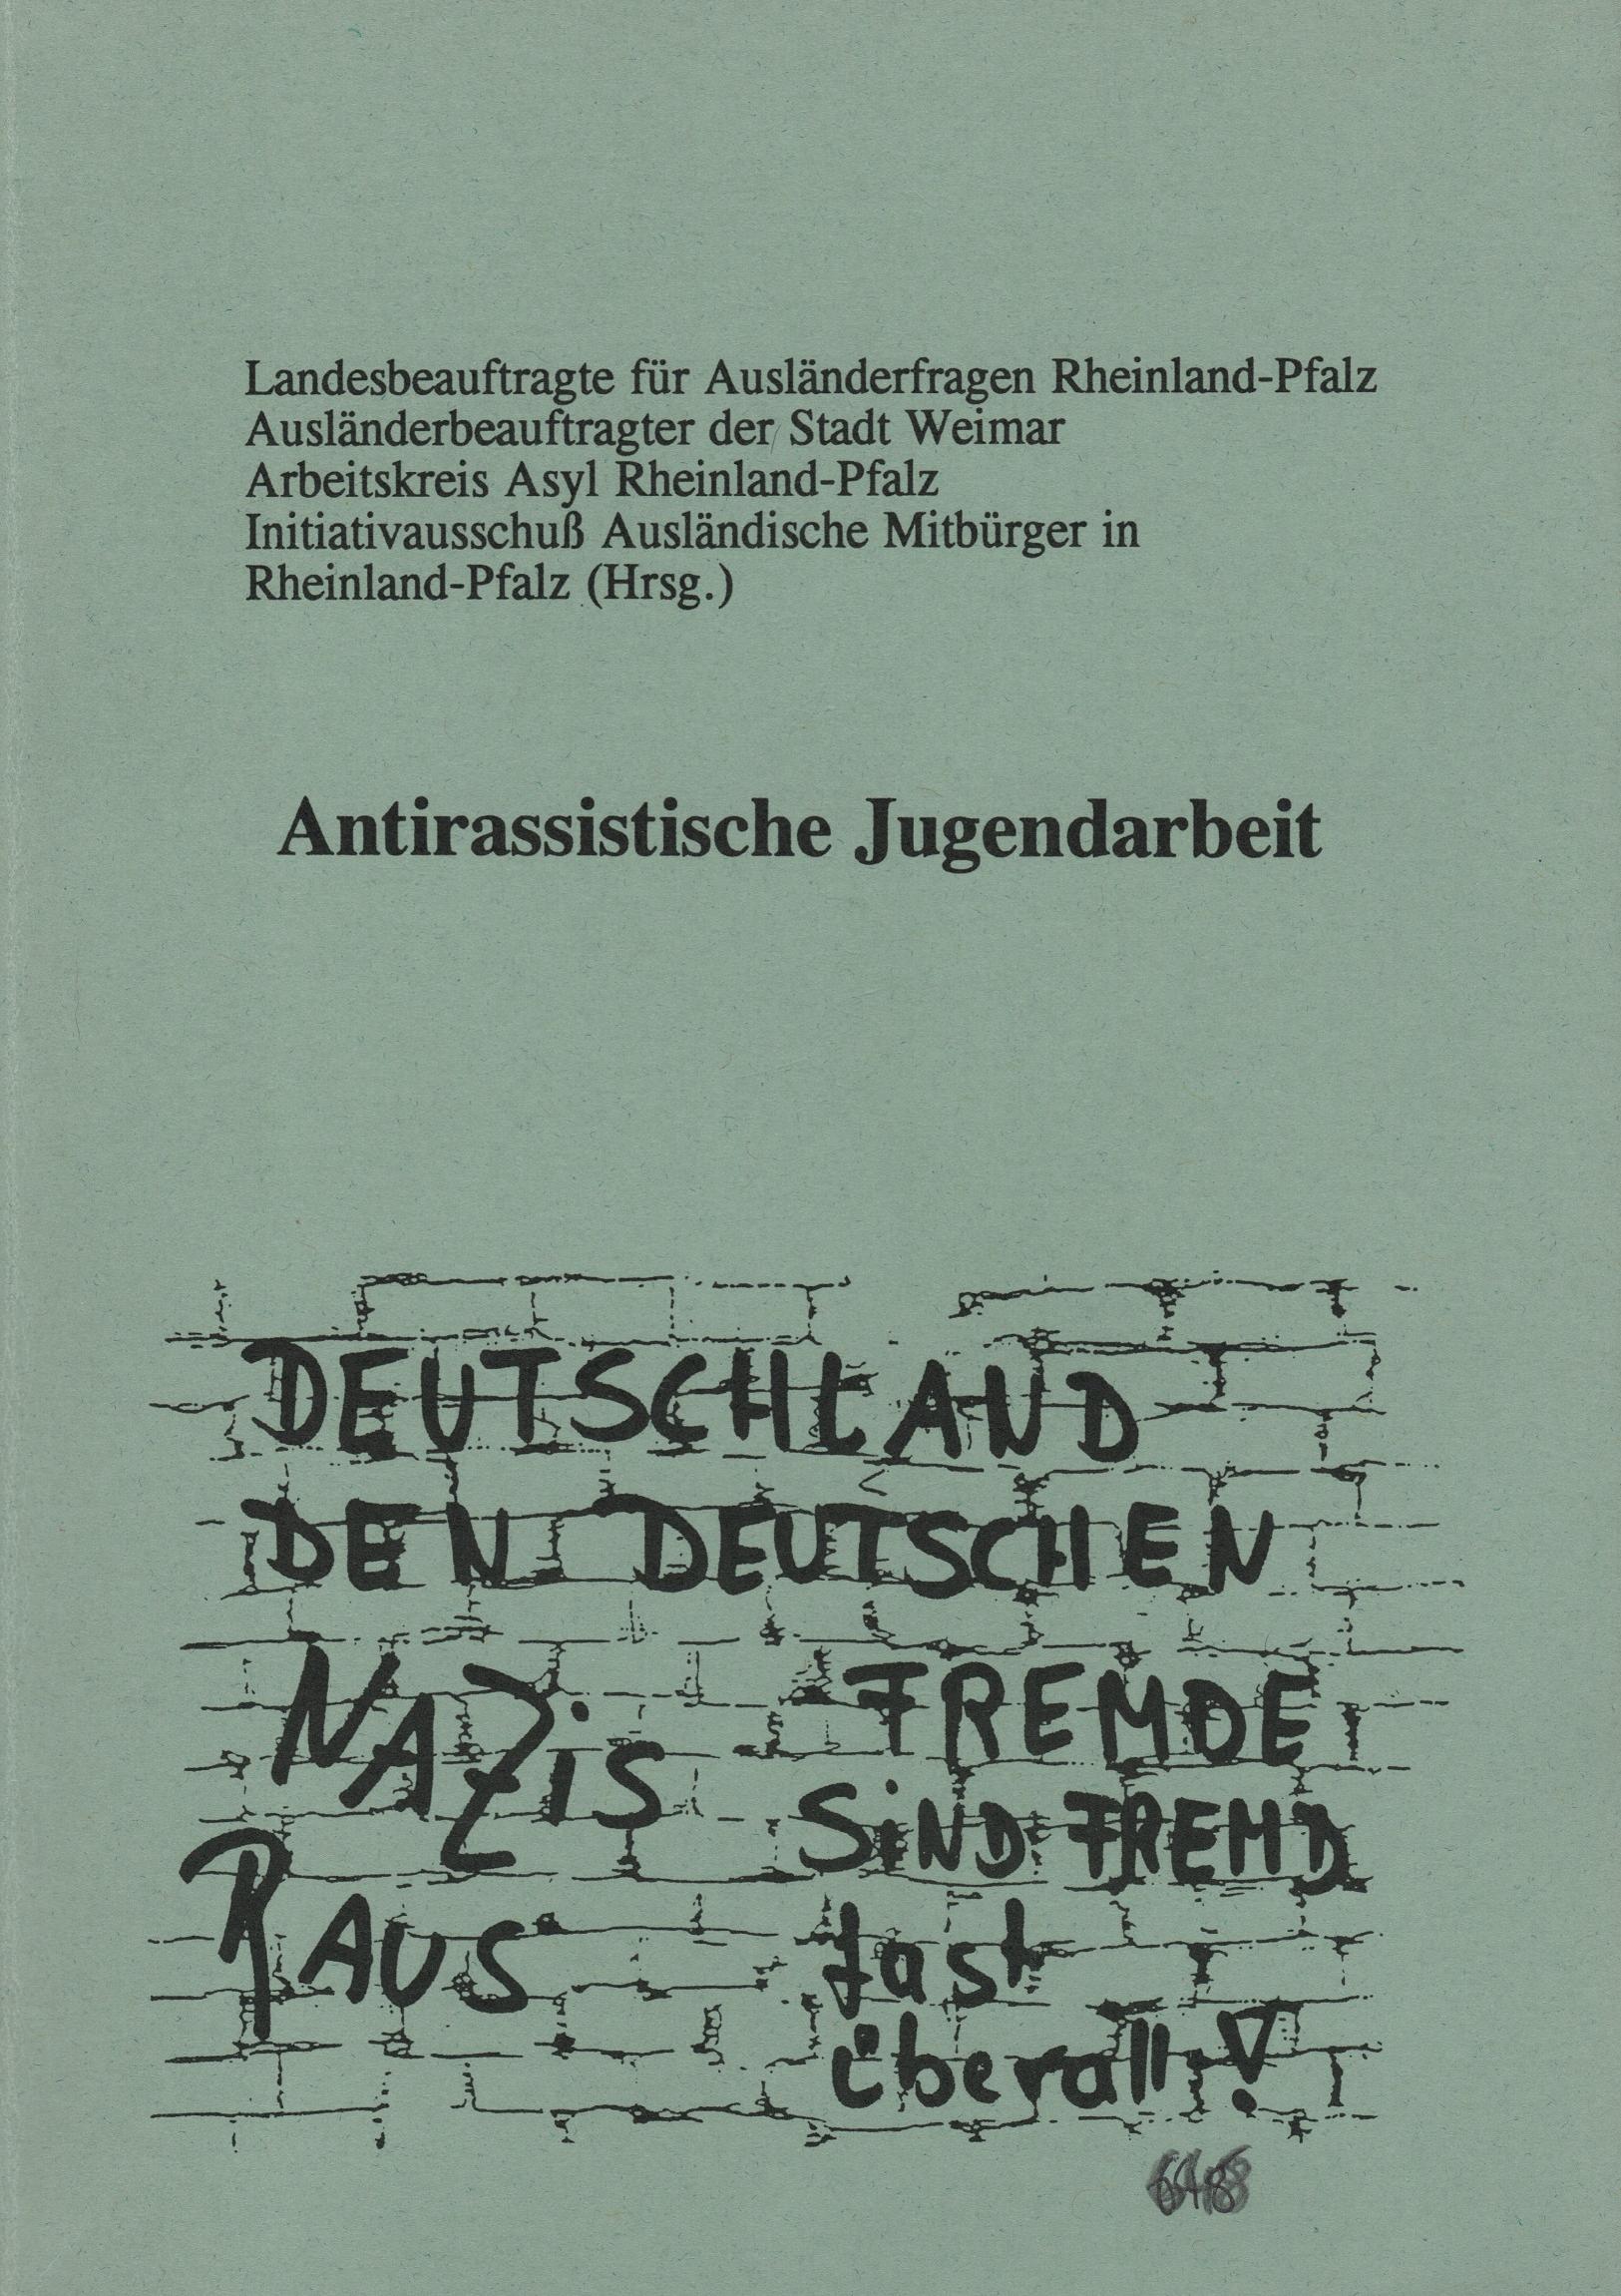 Landesbeauftragte für Ausländerfragen Rheinland-Pfalz
Ausländerbeauftragter der Stadt Weimar
Arbeitskreis Asyl Rheinland-Pfalz
Initiativausschuß Ausländische Mitbürger in
Rheinland-Pfalz (Hrsg.)
Antirassistische Jugendarbeit
DEUTSCHLAND
DEN DEUTSCHEN
NAZiS
RAUS
FREMDE
SiND FREMD
fast
überall!